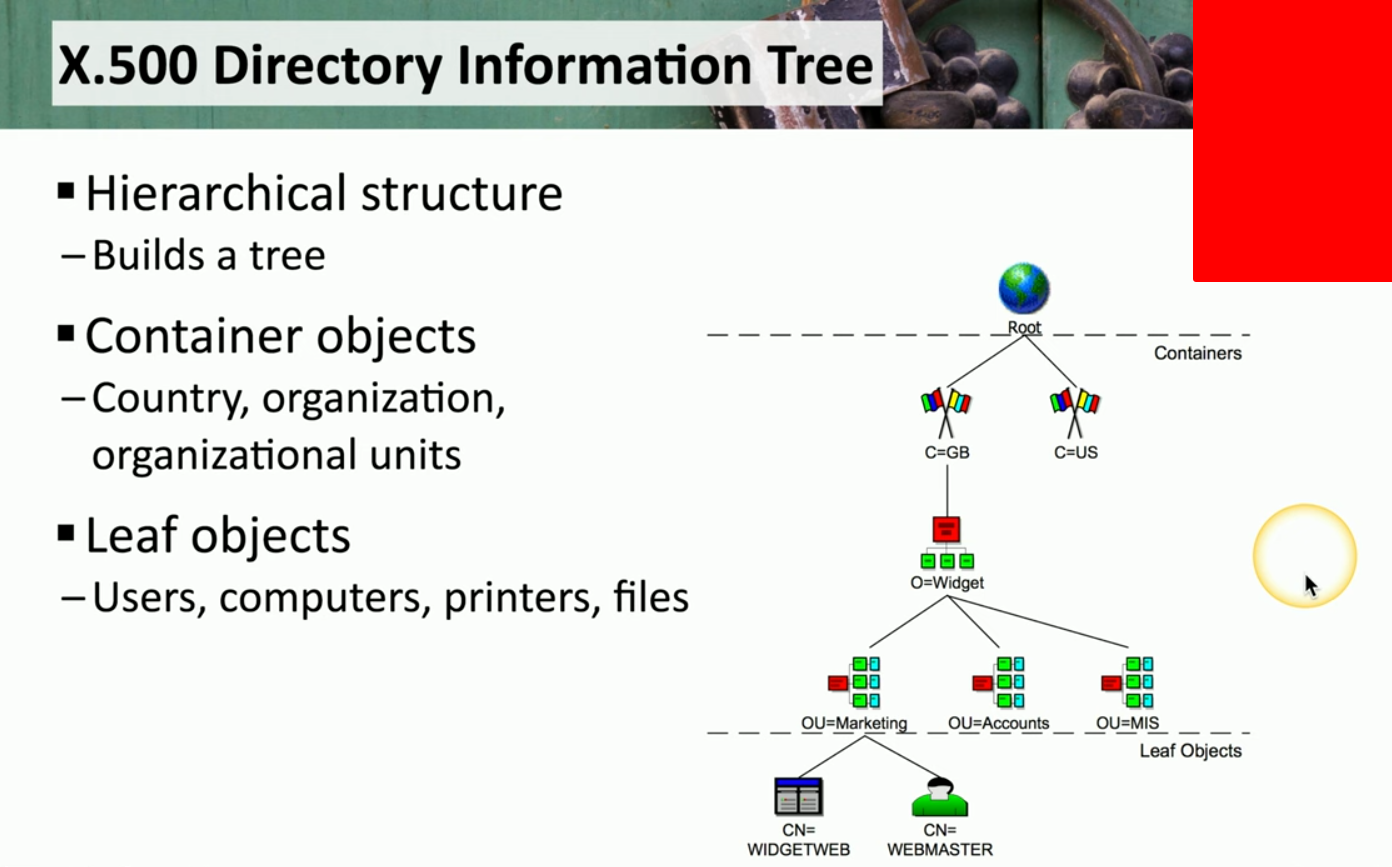 X.500 Directory Information Tree
▪ Hierarchical structure
– Builds a tree
▪ Container objects
– Country, organization,
organizational units
▪ Leaf objects
– Users, computers, printers, files
Root
Containers
C=GB
C=US
O=Widget
OU=Marketing
OU=Accounts
OU=MIS
Leaf Objects
CN=
WIDGETWEB
CN=
WEBMASTER